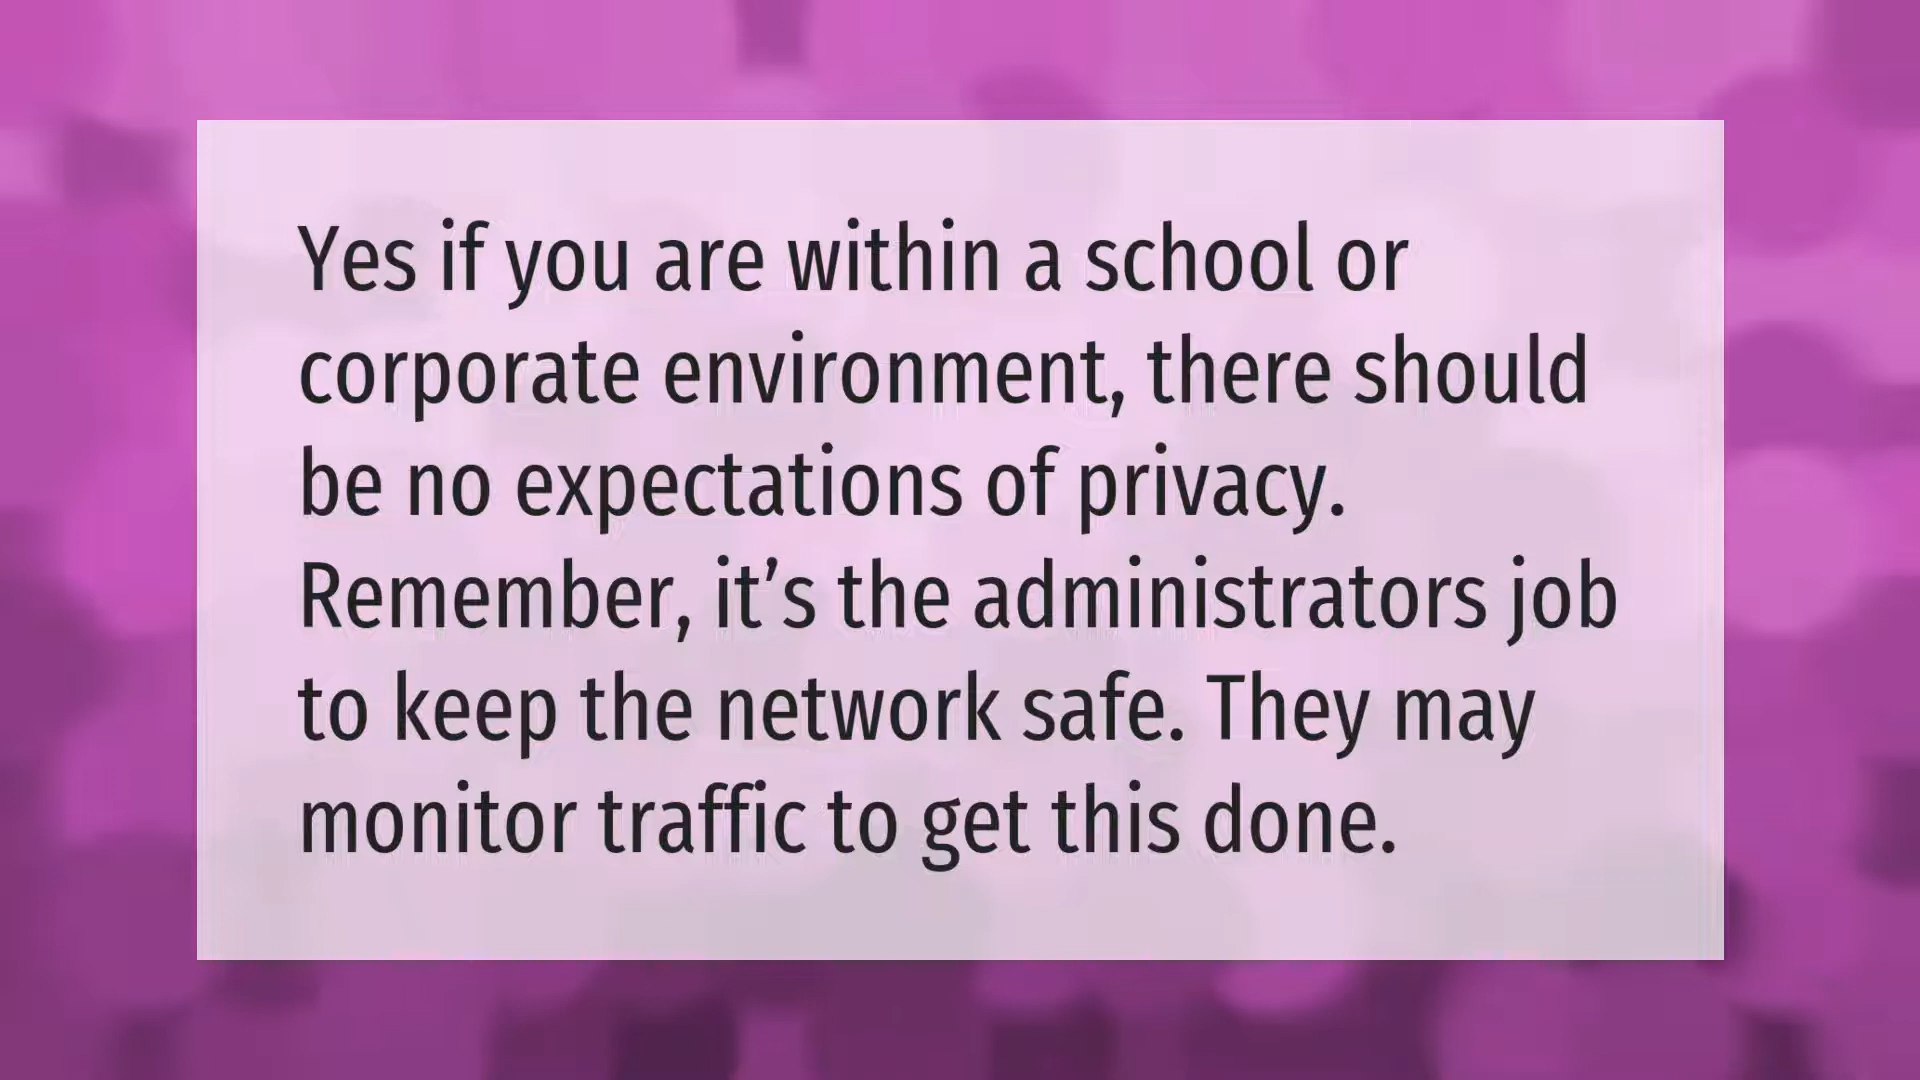 Yes if you are within a school or
corporate environment, there should
be no expectations of privacy.
Remember, it’s the administrators job
to keep the network safe. They may
monitor traffic to get this done.